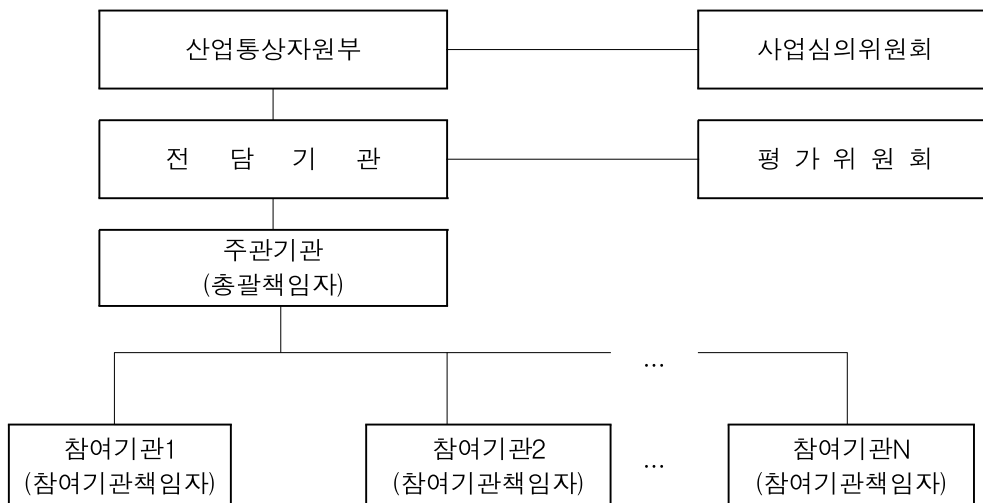 산업통상자원부
사업심의위원회
전 담 기 관
평 가 위 원 회
주관기관
(총괄책임자)
...
참여기관1
(참여기관책임자)
참여기관2
(참여기관책임자)
...
참여기관N
(참여기관책임자)